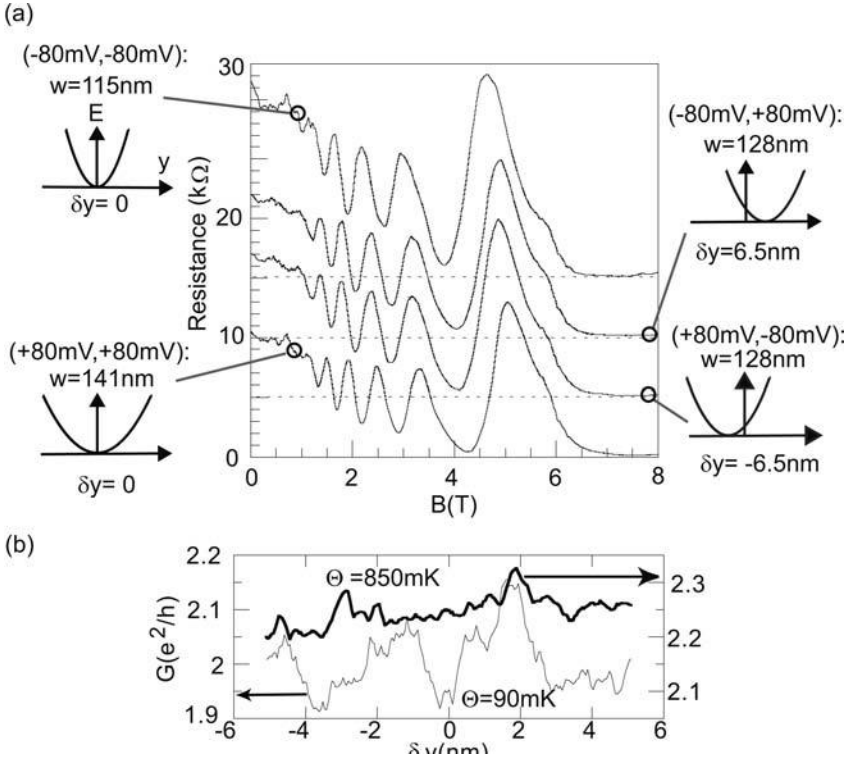 (a)
(-80mV,-80mV):
w=115nm
E
y
δy= 0
(+80mV,+80mV):
w=141nm
δy= 0
Resistance (kΩ)
30
20
10
0
0
2
4
6
8
B(T)
(-80mV,+80mV):
w=128nm
δy=6.5nm
(+80mV,-80mV):
w=128nm
δy= -6.5nm
(b)
G(e²/h)
2.2
2.1
2
1.9
Θ =850mK
Θ=90mK
2.3
2.2
2.1
-6
-4
-2
0
2
4
6
δ y(nm)